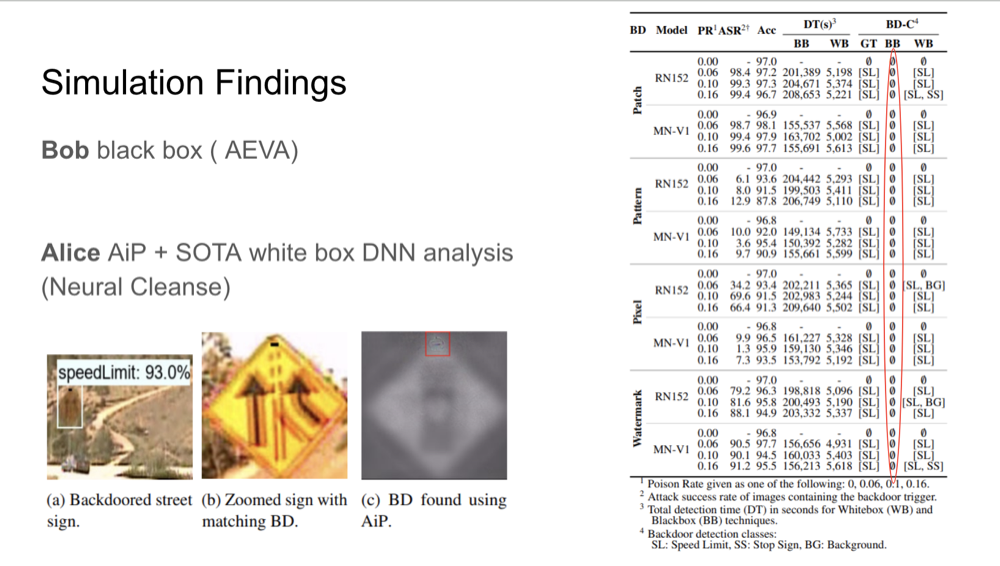 Simulation Findings
Bob black box ( AEVA)
Alice AiP + SOTA white box DNN analysis
(Neural Cleanse)
speedLimit: 93.0%
(a) Backdoored street
sign.
(b) Zoomed sign with
matching BD.
(c) BD found using
AiP.
BD Model PR¹ ASR²† Acc DT(s)³ BD-C⁴
BB WB GT BB WB
Patch
RN152
0.00 - 97.0 - - ∅ ∅ ∅
0.06 98.4 97.2 201,389 5,198 [SL] ∅ [SL]
0.10 99.3 97.3 204,671 5,374 [SL] ∅ [SL]
0.16 99.4 96.7 208,653 5,221 [SL] ∅ [SL, SS]
MN-V1
0.00 - 96.9 - - ∅ ∅ ∅
0.06 98.7 98.1 155,537 5,568 [SL] ∅ [SL]
0.10 99.4 97.9 163,702 5,002 [SL] ∅ [SL]
0.16 99.6 97.7 155,691 5,613 [SL] ∅ [SL]
Pattern
RN152
0.00 - 97.0 - - ∅ ∅ ∅
0.06 6.1 93.6 204,442 5,293 [SL] ∅ [SL]
0.10 8.0 91.5 199,503 5,411 [SL] ∅ [SL]
0.16 12.9 87.8 206,749 5,110 [SL] ∅ [SL]
MN-V1
0.00 - 96.8 - - ∅ ∅ ∅
0.06 10.0 92.0 149,134 5,733 [SL] ∅ [SL]
0.10 3.6 95.4 150,392 5,282 [SL] ∅ [SL]
0.16 9.7 90.9 155,661 5,599 [SL] ∅ [SL]
Pixel
RN152
0.00 - 97.0 - - ∅ ∅ ∅
0.06 34.2 93.4 202,211 5,365 [SL] ∅ [SL, BG]
0.10 69.6 91.5 202,983 5,244 [SL] ∅ [SL]
0.16 66.4 91.3 209,640 5,502 [SL] ∅ [SL]
MN-V1
0.00 - 96.8 - - ∅ ∅ ∅
0.06 9.9 96.5 161,227 5,328 [SL] ∅ [SL]
0.10 1.3 95.9 159,130 5,346 [SL] ∅ [SL]
0.16 7.3 93.5 153,792 5,192 [SL] ∅ [SL]
Watermark
RN152
0.00 - 97.0 - - ∅ ∅ ∅
0.06 79.2 96.3 198,818 5,096 [SL] ∅ [SL]
0.10 81.6 95.8 200,493 5,190 [SL] ∅ [SL, BG]
0.16 88.1 94.9 203,332 5,337 [SL] ∅ [SL]
MN-V1
0.00 - 96.8 - - ∅ ∅ ∅
0.06 90.5 97.7 156,656 4,931 [SL] ∅ [SL]
0.10 90.1 94.5 160,033 5,403 [SL] ∅ [SL]
0.16 91.2 95.5 156,213 5,618 [SL] ∅ [SL, SS]
¹ Poison Rate given as one of the following: 0, 0.06, 0.1, 0.16.
² Attack success rate of images containing the backdoor trigger.
³ Total detection time (DT) in seconds for Whitebox (WB) and
Blackbox (BB) techniques.
⁴ Backdoor detection classes:
SL: Speed Limit, SS: Stop Sign, BG: Background.